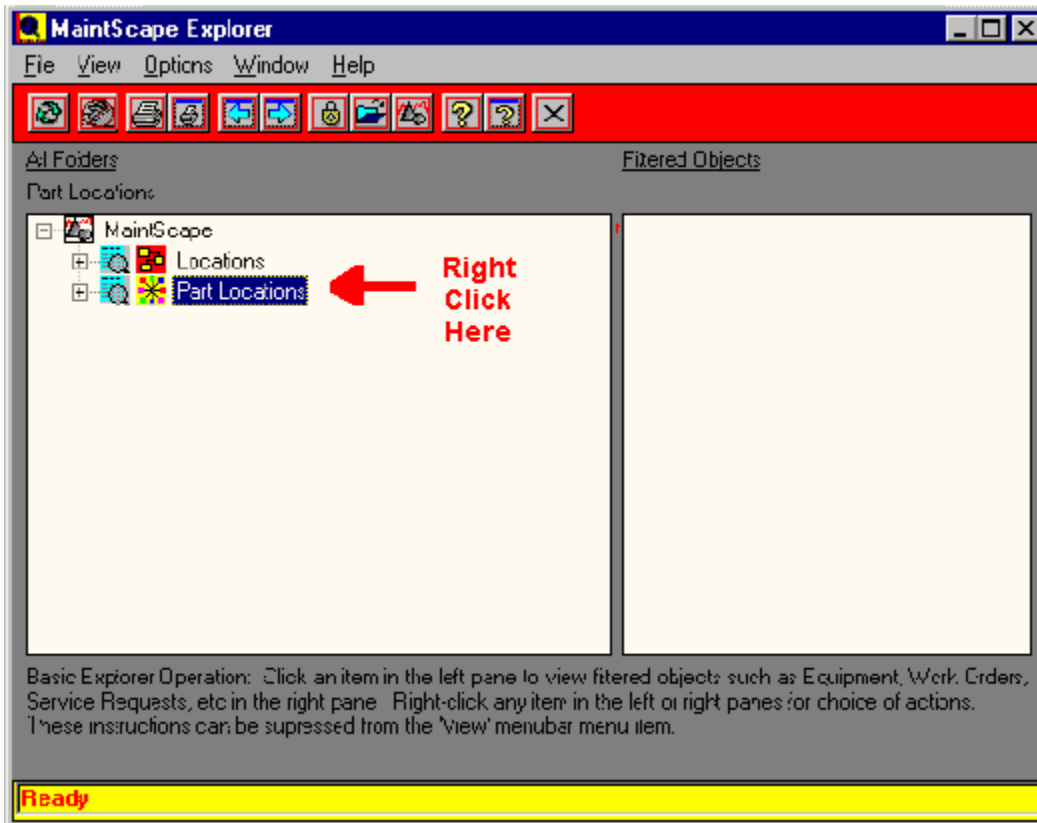 MaintScape Explorer
File View Options Window Help
All Folders
Filtered Objects
Part Locations
MaintScape
Locations
Part Locations
Right
Click
Here
Basic Explorer Operation: Click an item in the left pane to view filtered objects such as Equipment, Work Orders,
Service Requests, etc in the right pane Right-click any item in the left or right panes for choice of actions.
These instructions can be supressed from the 'View' menubar menu item.
Ready